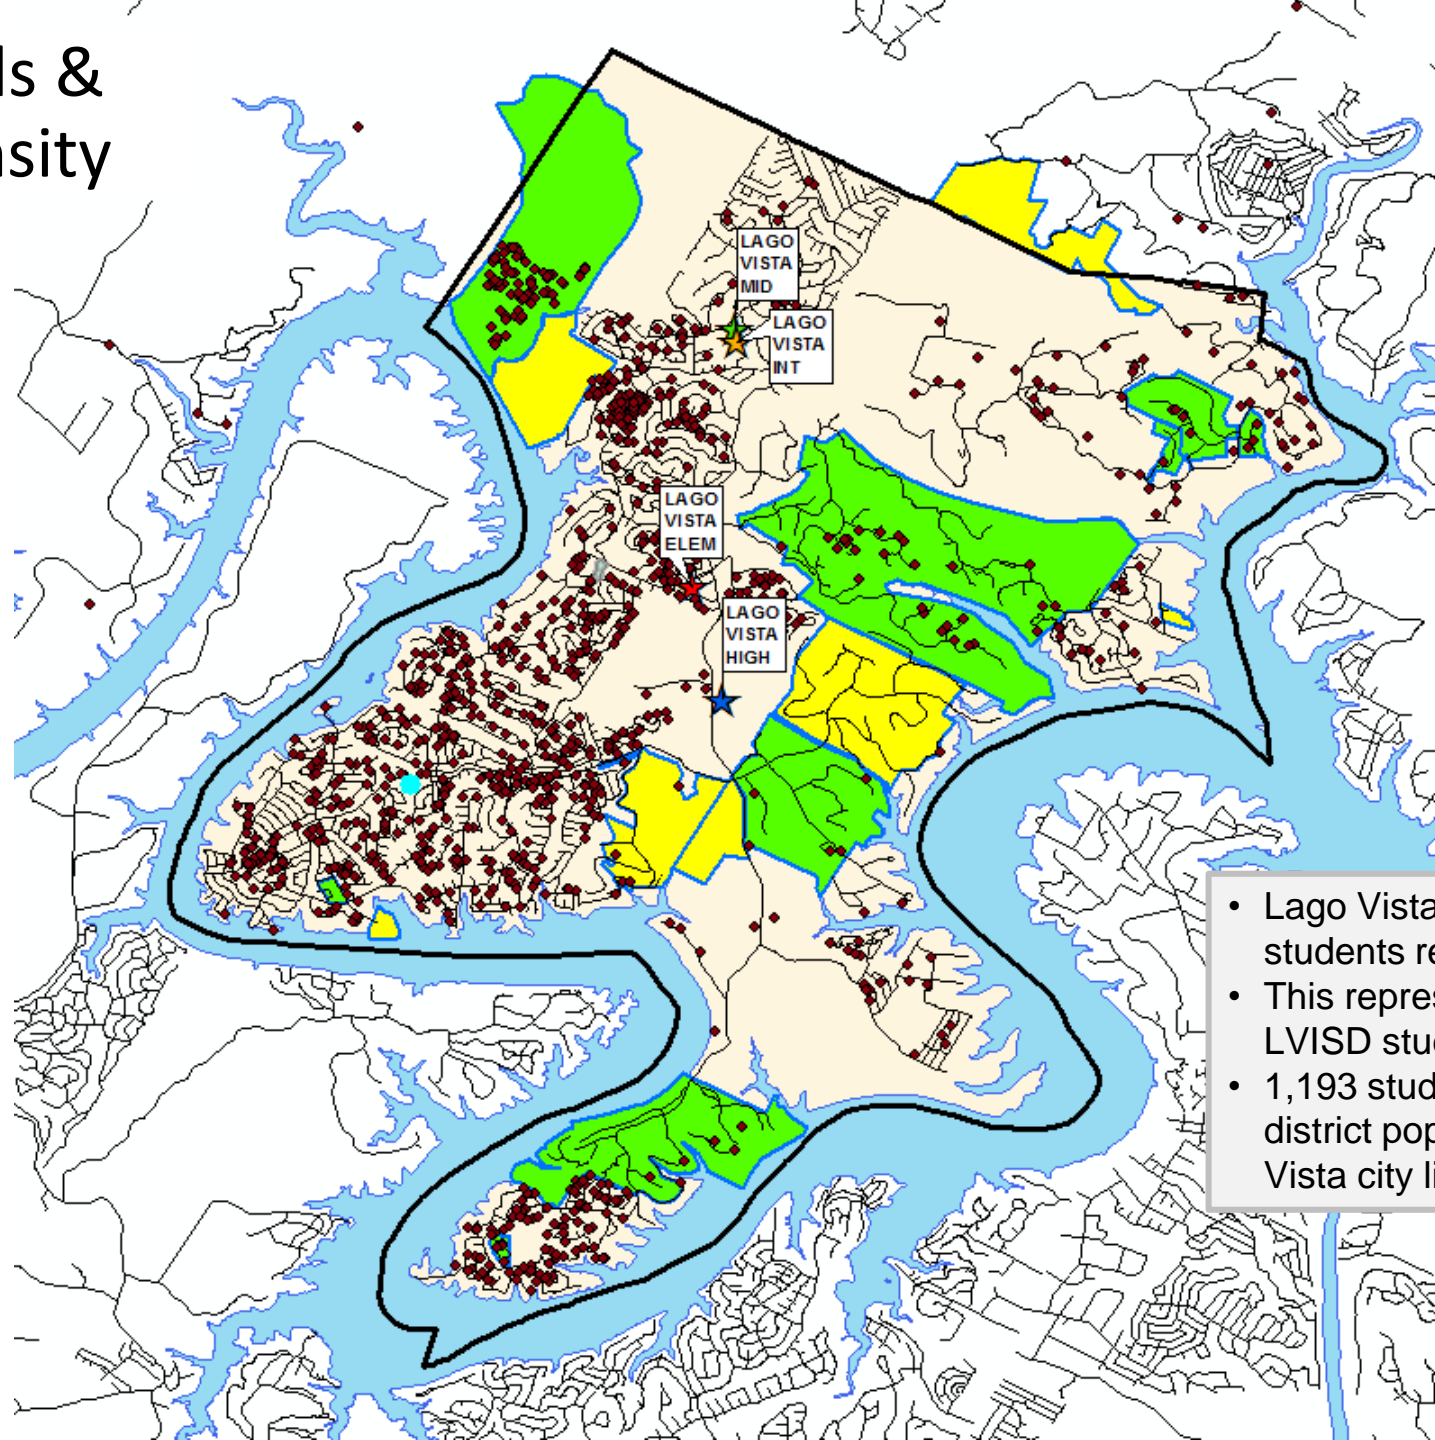 ls &
nsity
LAGO
VISTA
MID
LAGO
VISTA
INT
LAGO
VISTA
ELEM
LAGO
VISTA
HIGH
• Lago Vista
students re
• This repres
LVISD stu
• 1,193 stud
district pop
Vista city li